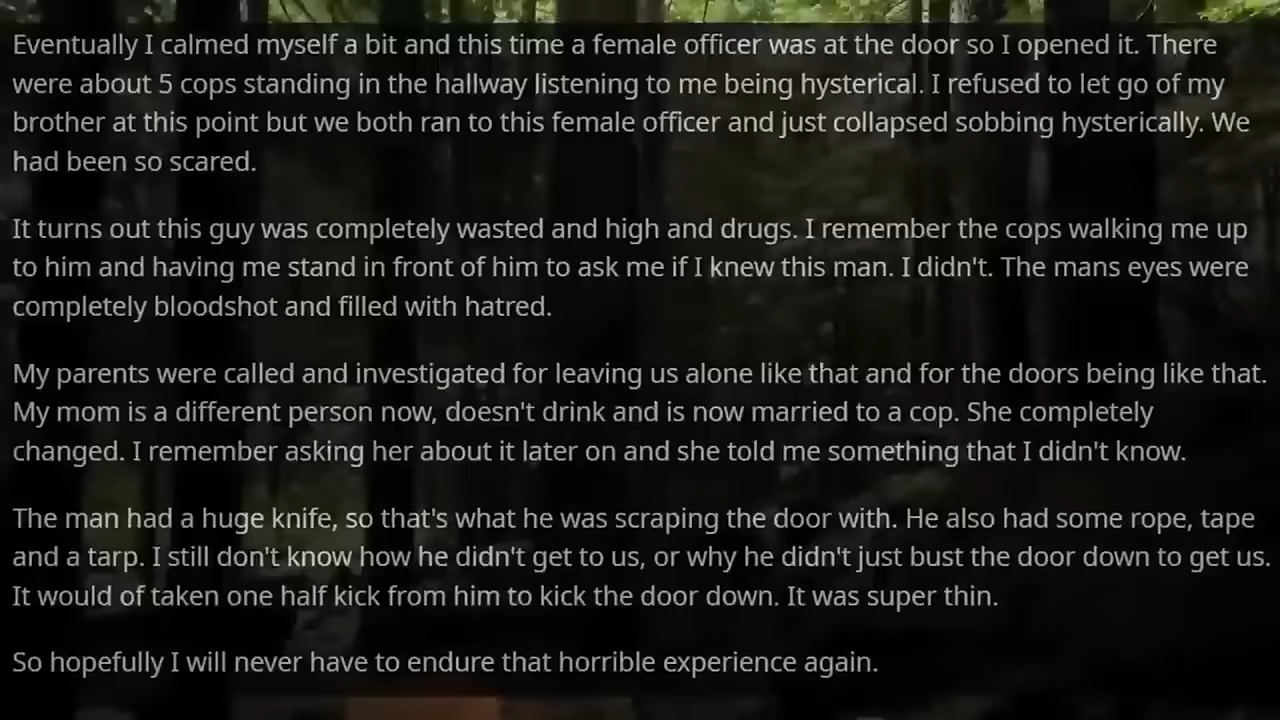 Eventually I calmed myself a bit and this time a female officer was at the door so I opened it. There
were about 5 cops standing in the hallway listening to me being hysterical. I refused to let go of my
brother at this point but we both ran to this female officer and just collapsed sobbing hysterically. We
had been so scared.
It turns out this guy was completely wasted and high and drugs. I remember the cops walking me up
to him and having me stand in front of him to ask me if I knew this man. I didn't. The mans eyes were
completely bloodshot and filled with hatred.
My parents were called and investigated for leaving us alone like that and for the doors being like that.
My mom is a different person now, doesn't drink and is now married to a cop. She completely
changed. I remember asking her about it later on and she told me something that I didn't know.
The man had a huge knife, so that's what he was scraping the door with. He also had some rope, tape
and a tarp. I still don't know how he didn't get to us, or why he didn't just bust the door down to get us.
It would of taken one half kick from him to kick the door down. It was super thin.
So hopefully I will never have to endure that horrible experience again.